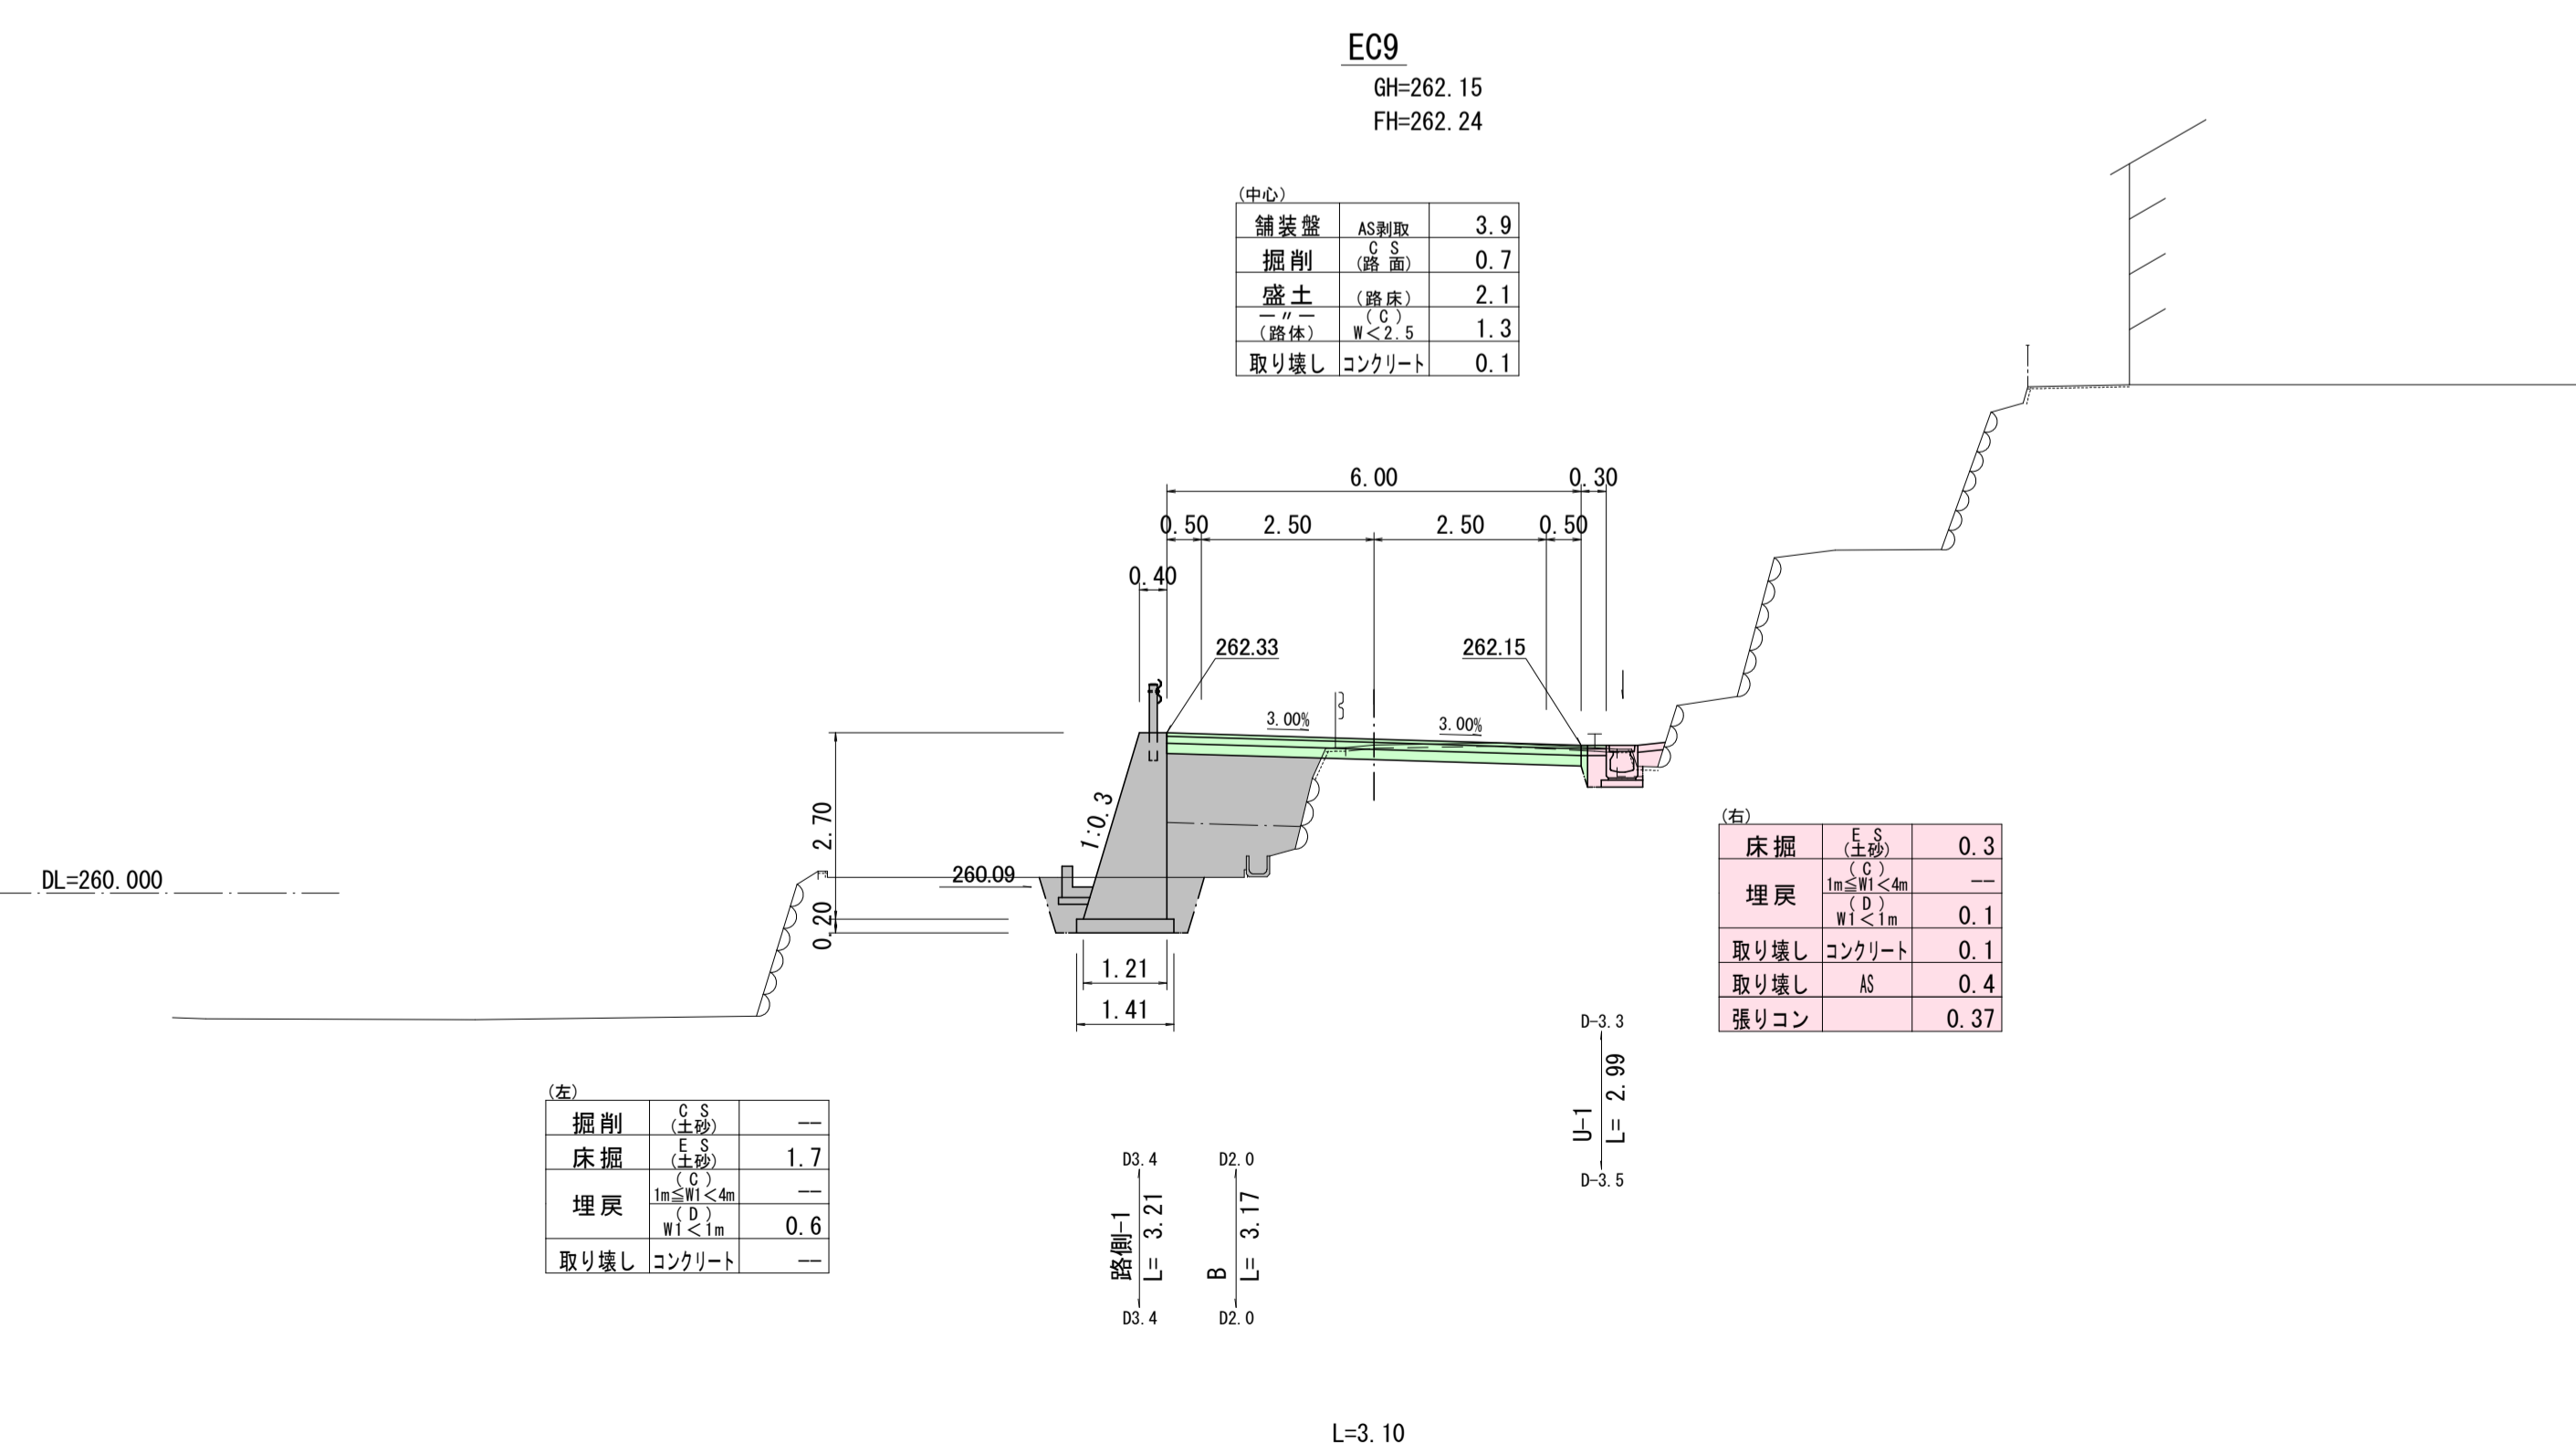 EC9
GH=262.15
FH=262.24
(中心)
舗装盤 AS剥取 3.9
掘削 C S (路 面) 0.7
盛土 (路床) 2.1
―〃― (路体) (C) W<2.5 1.3
取り壊し コンクリート 0.1
6.00 0.30
0.50 2.50 2.50 0.50
0.40
262.33 262.15
3.00% 3.00%
2.70
1:0.3
DL=260.000
260.09
0.20
1.21
1.41
(右)
床掘 E S (土砂) 0.3
埋戻 (C) 1m≦W1<4m --
(D) W1<1m 0.1
取り壊し コンクリート 0.1
取り壊し AS 0.4
張りコン 0.37
D-3.3
U-1
L= 2.99
D-3.5
(左)
掘削 C S (土砂) --
床掘 E S (土砂) 1.7
埋戻 (C) 1m≦W1<4m --
(D) W1<1m 0.6
取り壊し コンクリート --
D3.4
路側-1
L= 3.21
D3.4
D2.0
B
L= 3.17
D2.0
L=3.10